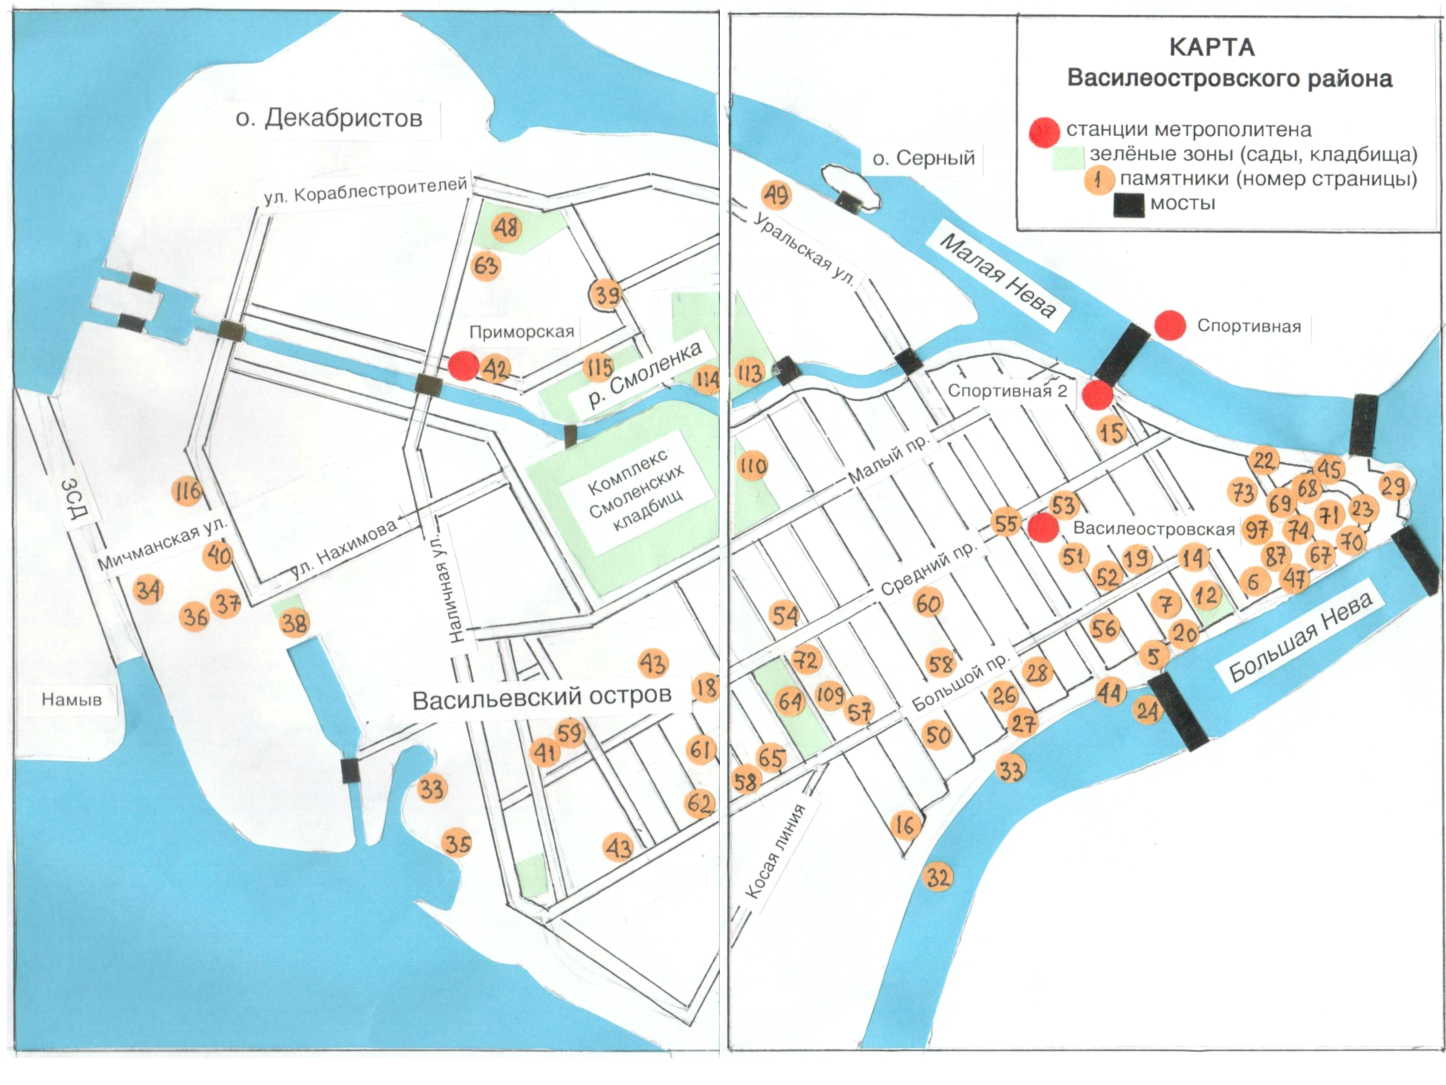 КАРТА
Василеостровского района
станции метрополитена
зелёные зоны (сады, кладбища)
1 памятники (номер страницы)
мосты
о. Декабристов
о. Серный
ул. Кораблестроителей
49
48
Уральская ул.
Малая Нева
63
39
Приморская
Спортивная
42
115
р. Смоленка
114
113
Спортивная 2
15
Малый пр.
110
Комплекс
Смоленских
кладбищ
22
45
73
68
29
69
71
23
116
ЗСД
55
53
Василеостровская
97
74
70
Мичманская ул.
ул. Нахимова
40
51
52
19
14
87
67
Средний пр.
34
36
37
38
Наличная ул.
54
60
7
12
6
47
56
20
Большая Нева
43
72
58
28
5
Намыв
Васильевский остров
18
64
109
57
Большой пр.
26
27
44
24
59
41
61
65
58
50
33
33
62
35
43
16
Косая линия
32